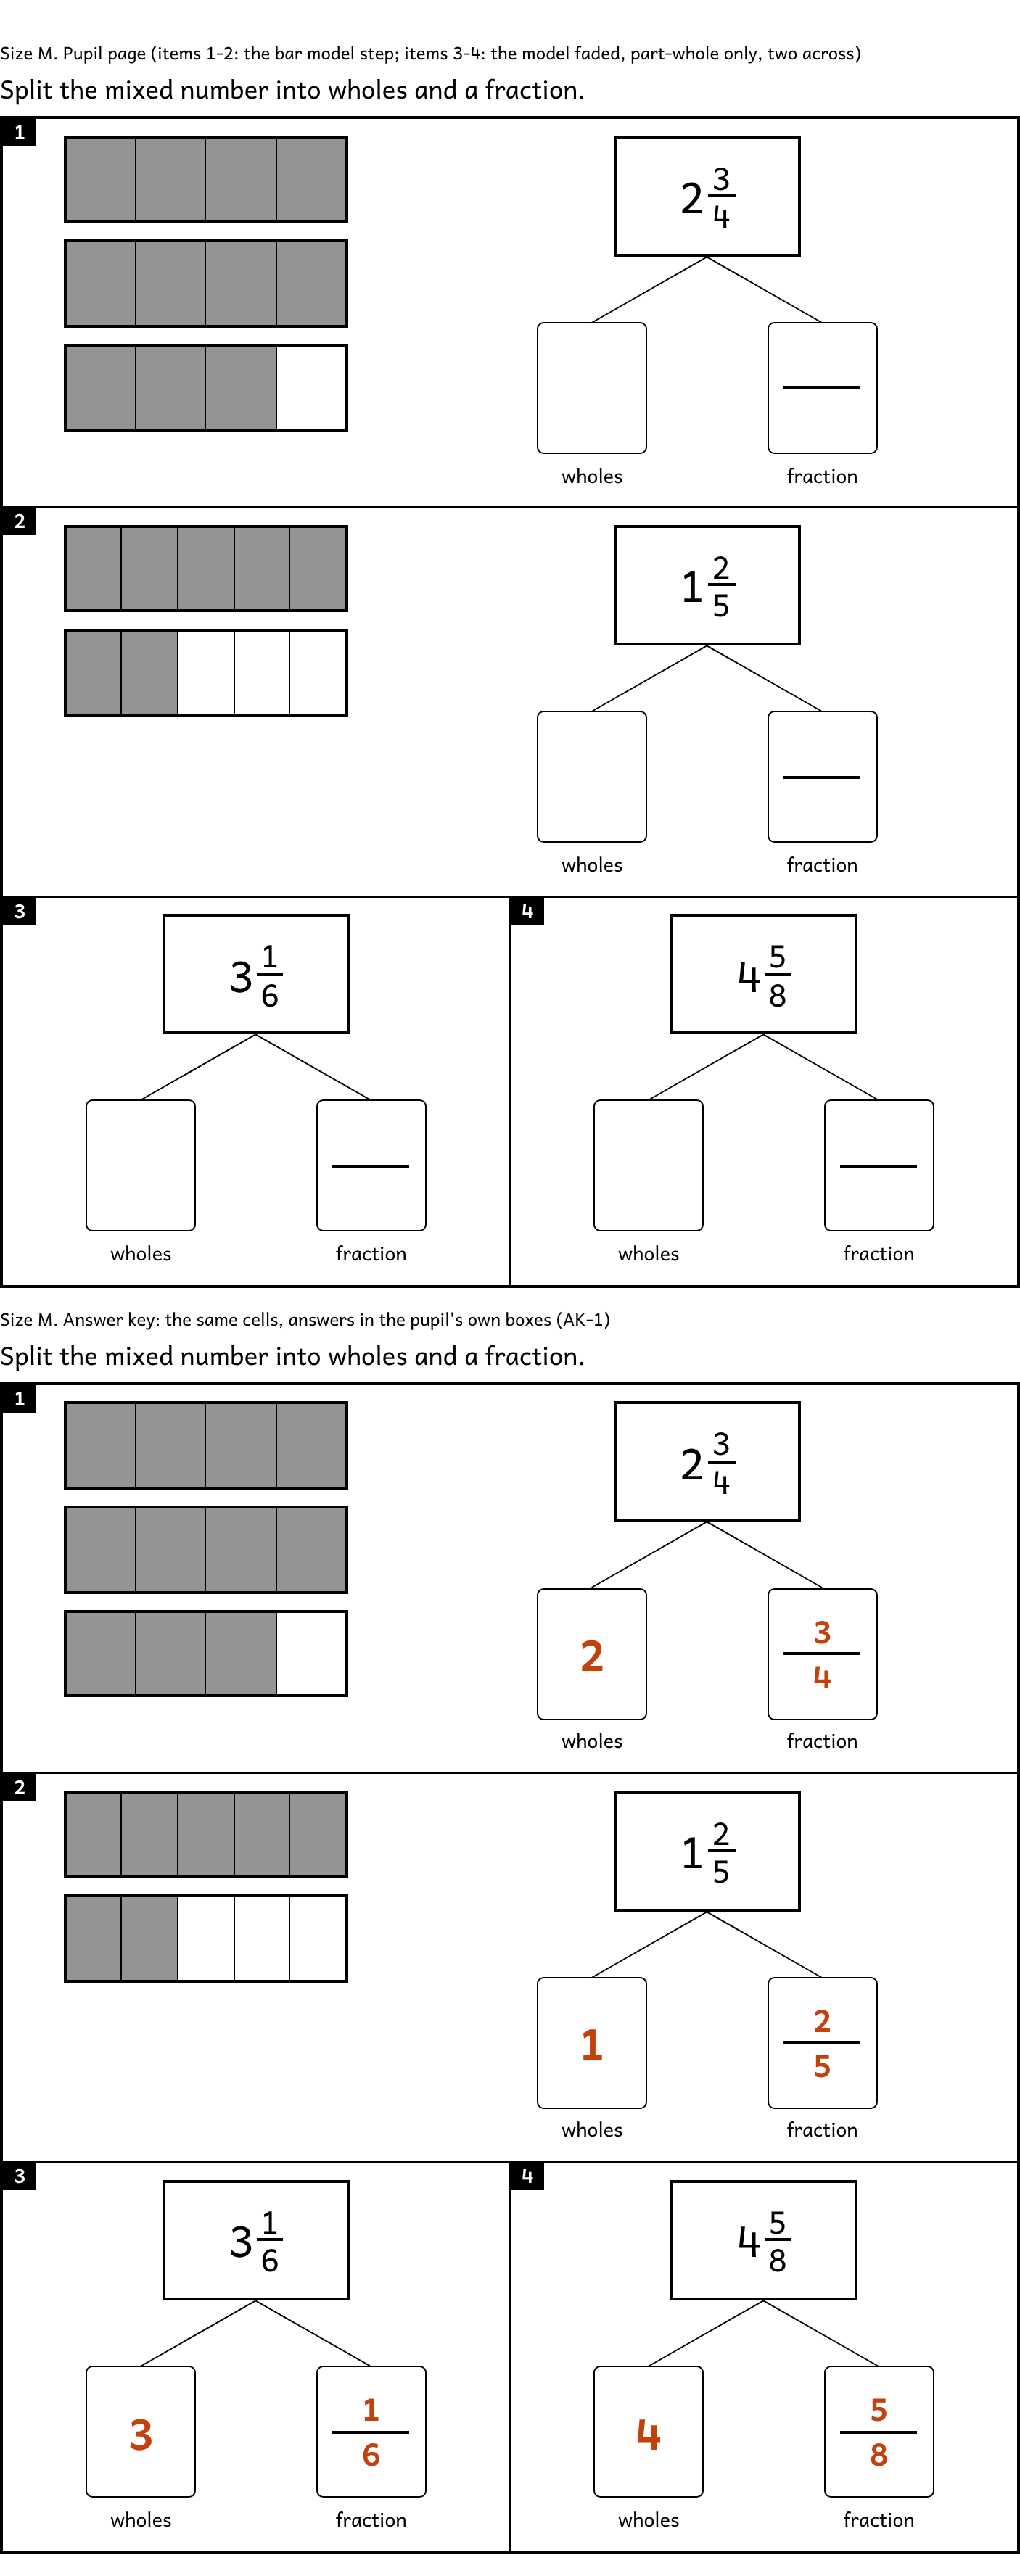 Size M. Pupil page (items 1-2: the bar model step; items 3-4: the model faded, part-whole only, two across)
Split the mixed number into wholes and a fraction.
1
2 3/4
wholes fraction
2
1 2/5
wholes fraction
3 4
3 1/6 4 5/8
wholes fraction wholes fraction
Size M. Answer key: the same cells, answers in the pupil's own boxes (AK-1)
Split the mixed number into wholes and a fraction.
1
2 3/4
2 3/4
wholes fraction
2
1 2/5
1 2/5
wholes fraction
3 4
3 1/6 4 5/8
3 1/6 4 5/8
wholes fraction wholes fraction